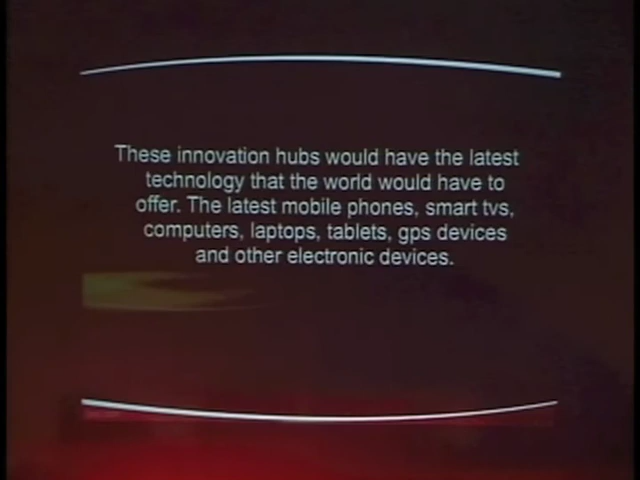 These innovation hubs would have the latest
technology that the world would have to
offer. The latest mobile phones, smart tvs,
computers, laptops, tablets, gps devices
and other electronic devices.